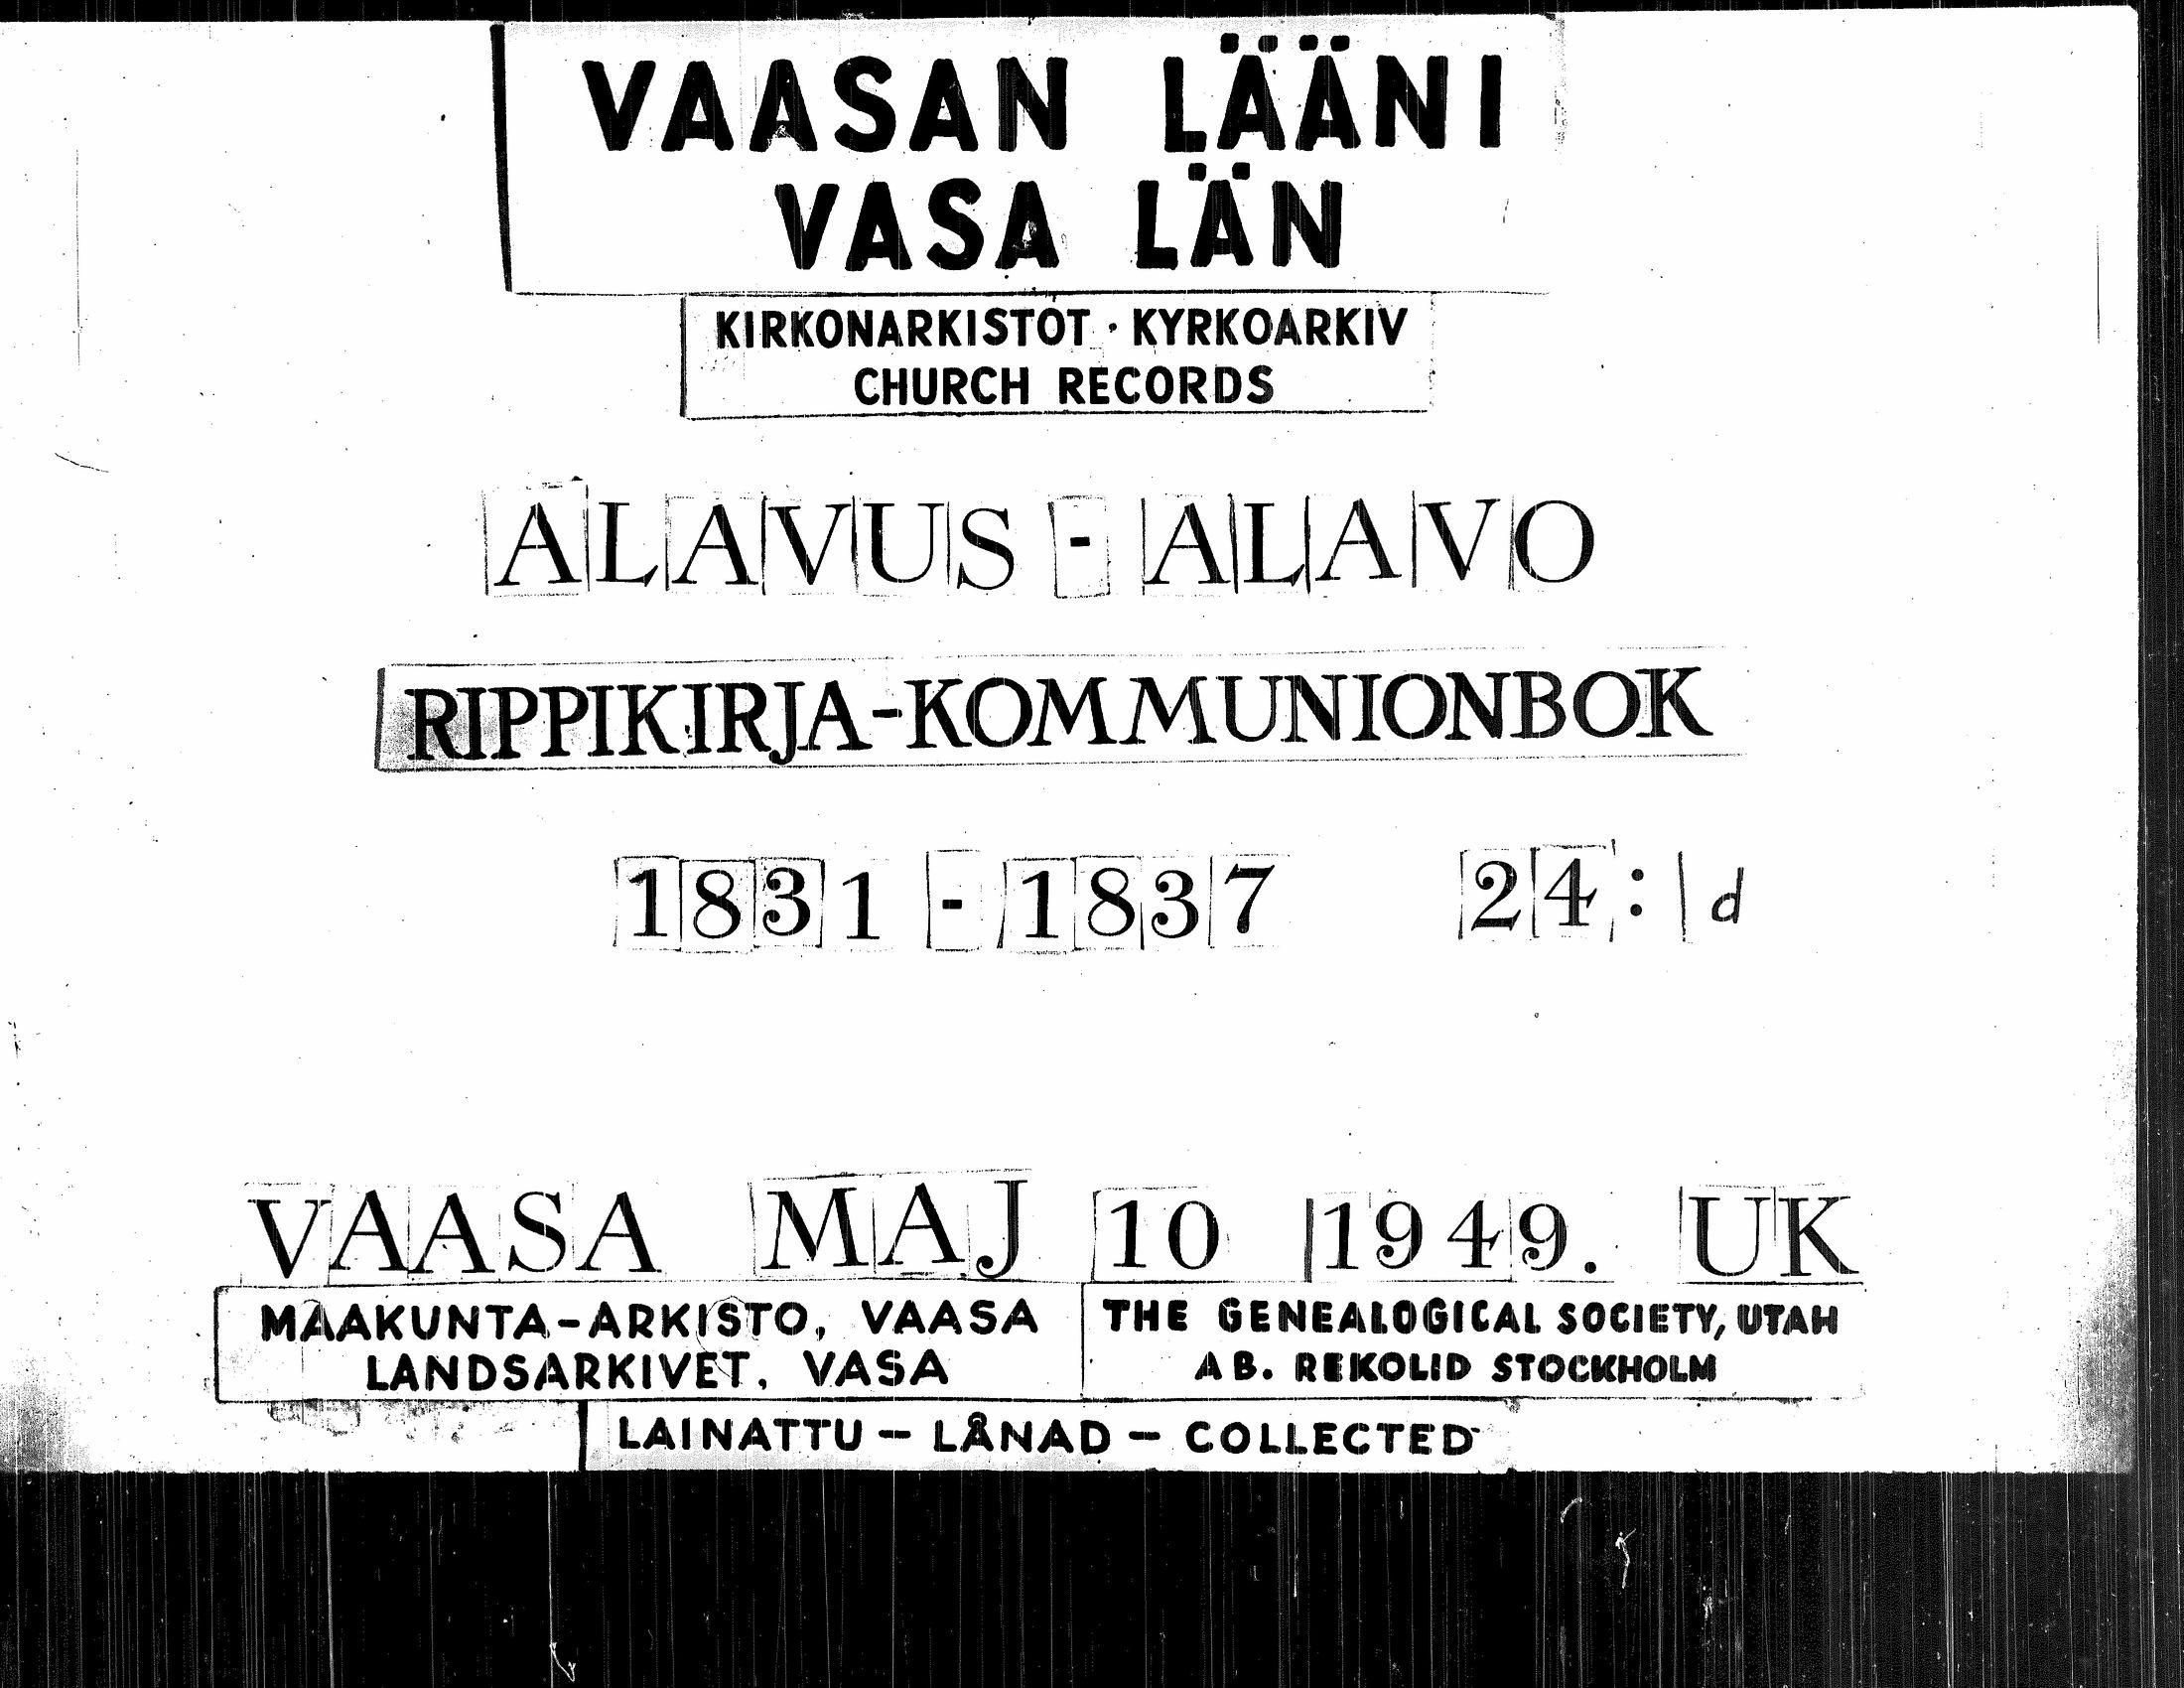 VAASAN LÄÄNI
VASA LÄN
KIRKONARKISTOT · KYRKOARKIV
CHURCH RECORDS
ALAVUS - ALAVO
RIPPIKIRJA-KOMMUNIONBOK
1831 - 1837 24: d
VAASA MAJ 10 1949. UK
MAAKUNTA-ARKISTO, VAASA
LANDSARKIVET, VASA
THE GENEALOGICAL SOCIETY, UTAH
AB. REKOLID STOCKHOLM
LAINATTU - LÅNAD - COLLECTED